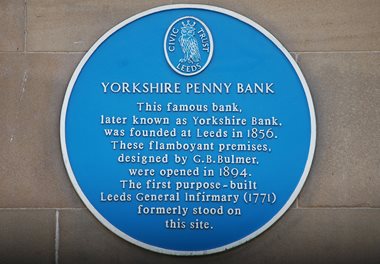 CIVIC TRUST
LEEDS
YORKSHIRE PENNY BANK
This famous bank,
later known as Yorkshire Bank,
was founded at Leeds in 1856.
These flamboyant premises,
designed by G.B.Bulmer,
were opened in 1894.
The first purpose-built
Leeds General Infirmary (1771)
formerly stood on
this site.